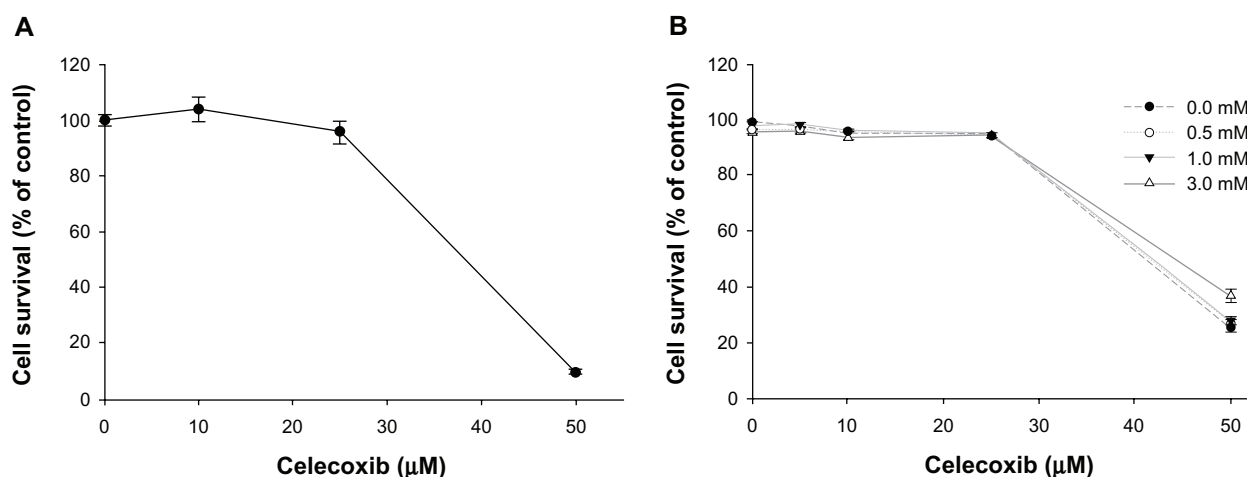 A
Cell survival (% of control)
120
100
80
60
40
20
0
0 10 20 30 40 50
Celecoxib (μM)
B
Cell survival (% of control)
120
100
80
60
40
20
0
0 10 20 30 40 50
Celecoxib (μM)
0.0 mM
0.5 mM
1.0 mM
3.0 mM